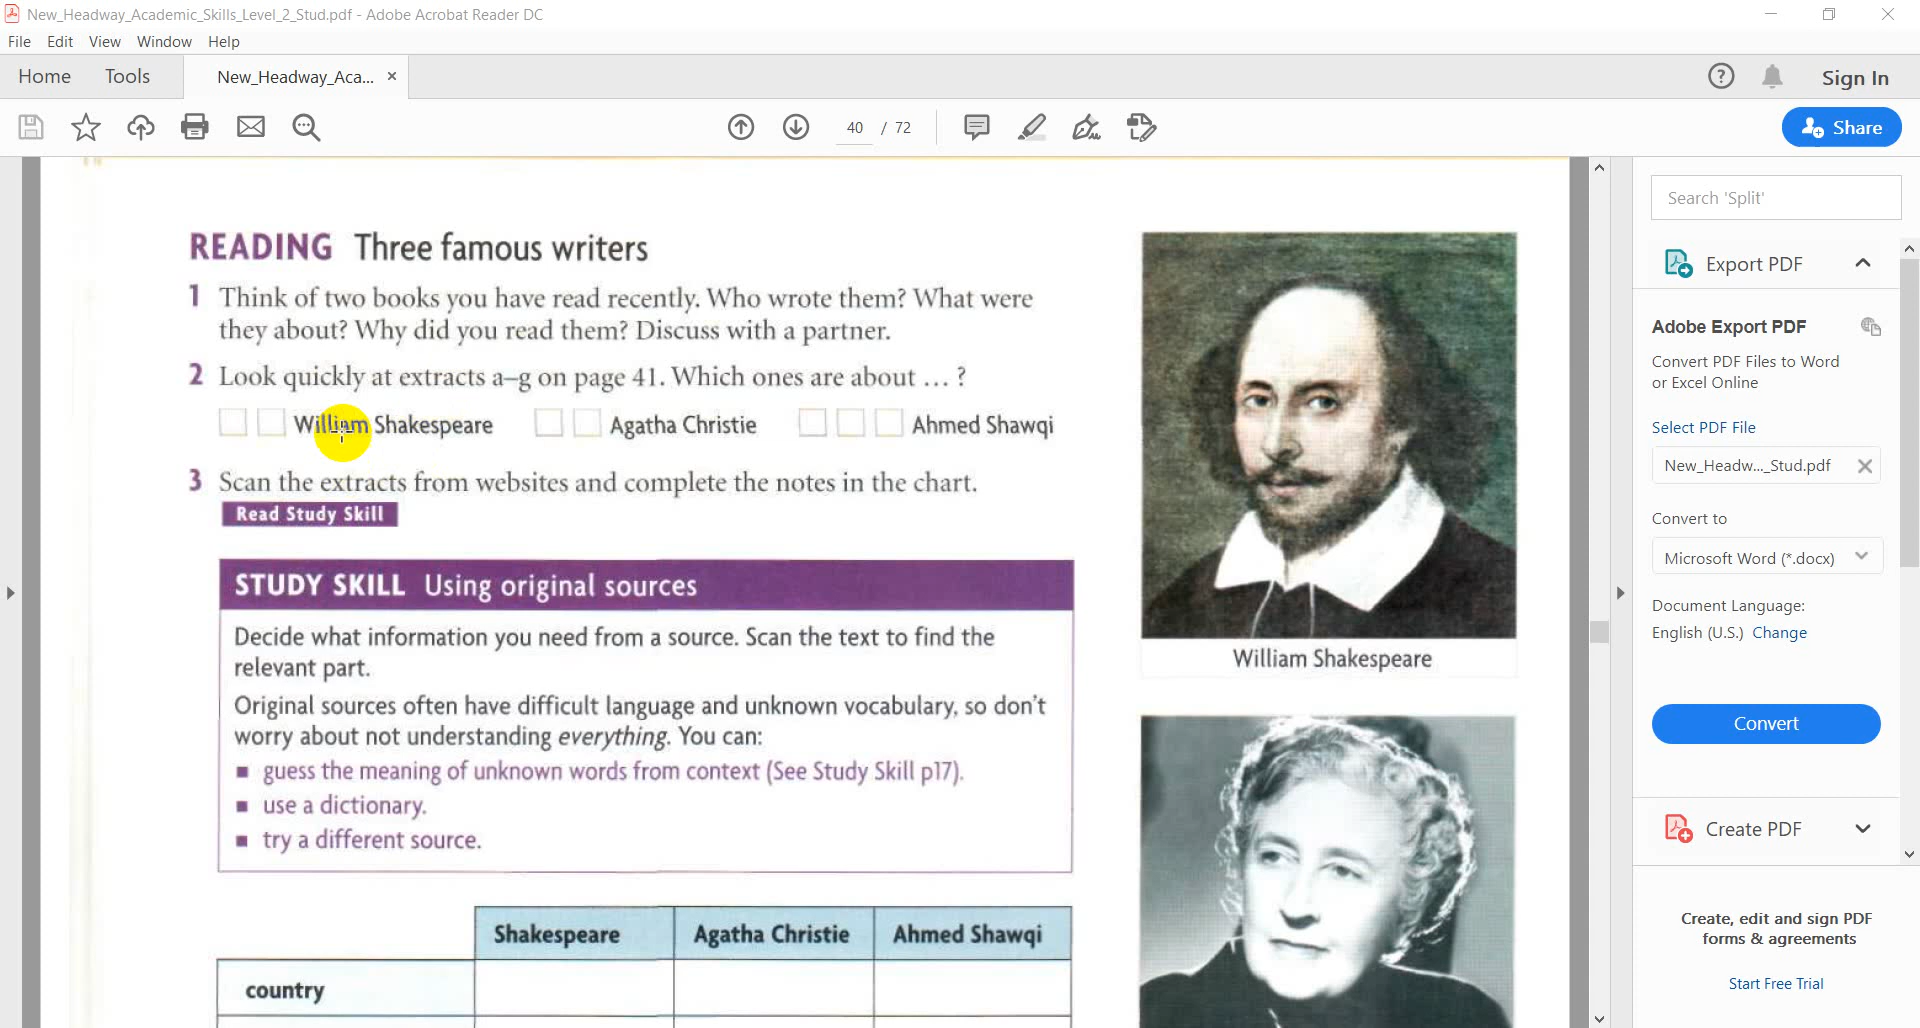 New_Headway_Academic_Skills_Level_2_Stud.pdf - Adobe Acrobat Reader DC
File Edit View Window Help
Home Tools New_Headway_Aca... × Sign In
40 / 72 Share
READING Three famous writers
1 Think of two books you have read recently. Who wrote them? What were
they about? Why did you read them? Discuss with a partner.
2 Look quickly at extracts a–g on page 41. Which ones are about … ?
William Shakespeare Agatha Christie Ahmed Shawqi
3 Scan the extracts from websites and complete the notes in the chart.
Read Study Skill
STUDY SKILL Using original sources
Decide what information you need from a source. Scan the text to find the
relevant part.
Original sources often have difficult language and unknown vocabulary, so don't
worry about not understanding everything. You can:
■ guess the meaning of unknown words from context (See Study Skill p17).
■ use a dictionary.
■ try a different source.
Shakespeare Agatha Christie Ahmed Shawqi
country
William Shakespeare
Search 'Split'
Export PDF
Adobe Export PDF
Convert PDF Files to Word
or Excel Online
Select PDF File
New_Headw..._Stud.pdf
Convert to
Microsoft Word (*.docx)
Document Language:
English (U.S.) Change
Convert
Create PDF
Create, edit and sign PDF
forms & agreements
Start Free Trial